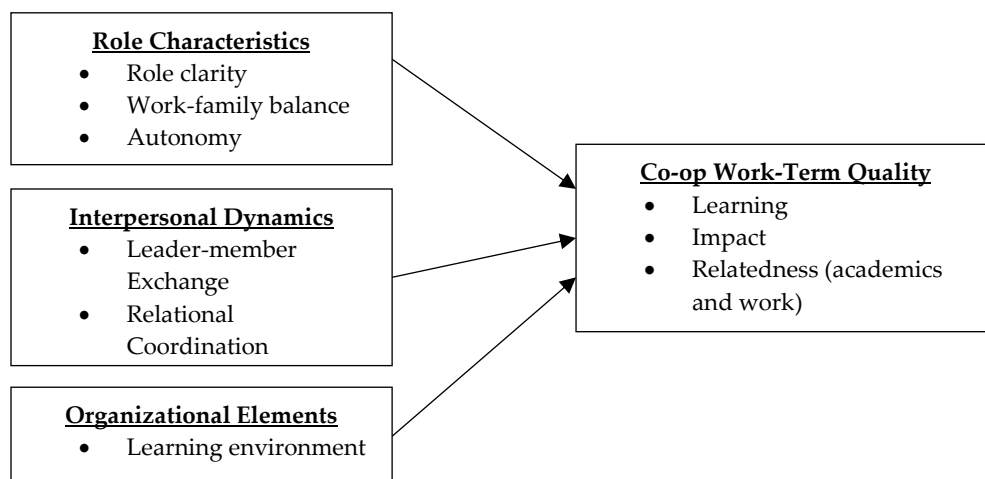 Role Characteristics
• Role clarity
• Work-family balance
• Autonomy
Interpersonal Dynamics
• Leader-member
Exchange
• Relational
Coordination
Organizational Elements
• Learning environment
Co-op Work-Term Quality
• Learning
• Impact
• Relatedness (academics
and work)